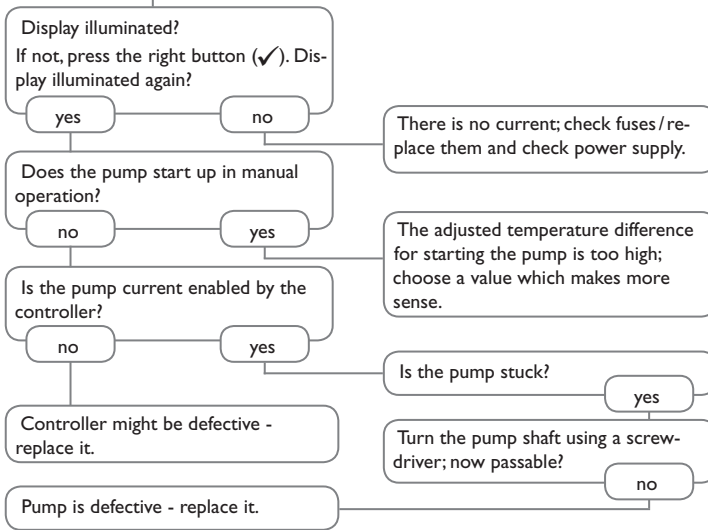 Display illuminated?
If not, press the right button (✓). Dis-
play illuminated again?
yes
no
There is no current; check fuses/re-
place them and check power supply.
Does the pump start up in manual
operation?
no
yes
The adjusted temperature difference
for starting the pump is too high;
choose a value which makes more
sense.
Is the pump current enabled by the
controller?
no
yes
Is the pump stuck?
yes
Controller might be defective -
replace it.
Turn the pump shaft using a screw-
driver; now passable?
no
Pump is defective - replace it.